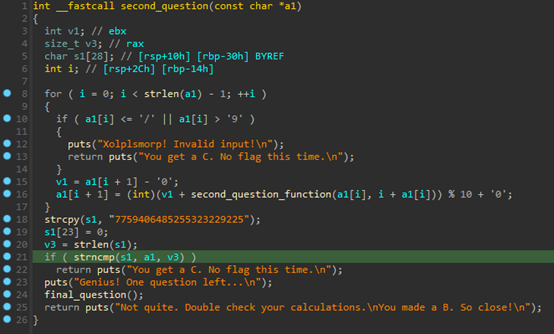 1 int __fastcall second_question(const char *a1)
2 {
3 int v1; // ebx
4 size_t v3; // rax
5 char s1[28]; // [rsp+10h] [rbp-30h] BYREF
6 int i; // [rsp+2Ch] [rbp-14h]
7
8 for ( i = 0; i < strlen(a1) - 1; ++i )
9 {
10 if ( a1[i] <= '/' || a1[i] > '9' )
11 {
12 puts("Xolplsmorp! Invalid input!\n");
13 return puts("You get a C. No flag this time.\n");
14 }
15 v1 = a1[i + 1] - '0';
16 a1[i + 1] = (int)(v1 + second_question_function(a1[i], i + a1[i])) % 10 + '0';
17 }
18 strcpy(s1, "7759406485255323229225");
19 s1[23] = 0;
20 v3 = strlen(s1);
21 if ( strncmp(s1, a1, v3) )
22 return puts("You get a C. No flag this time.\n");
23 puts("Genius! One question left...\n");
24 final_question();
25 return puts("Not quite. Double check your calculations.\nYou made a B. So close!\n");
26 }